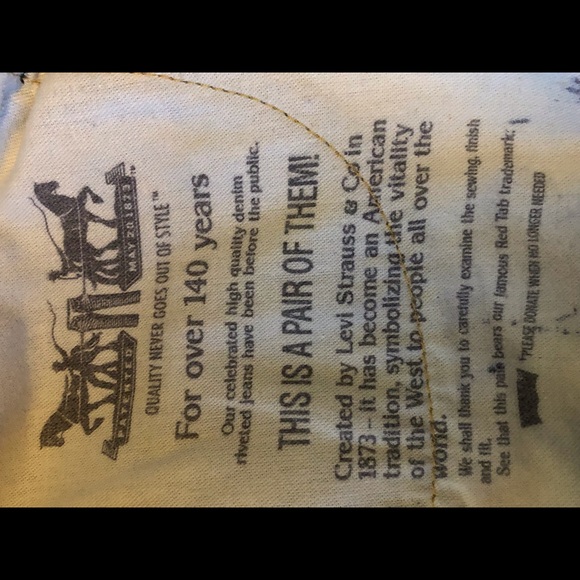 PATENTED
MAY 20 1873
QUALITY NEVER GOES OUT OF STYLE™
For over 140 years
Our celebrated high quality denim
riveted jeans have been before the public.
THIS IS A PAIR OF THEM!
Created by Levi Strauss & Co in
1873 – it has become an American
tradition, symbolizing the vitality
of the West to people all over the
world.
We shall thank you to carefully examine the sewing, finish
and fit.
See that this pair bears our famous Red Tab trademark;
"PLEASE DONATE WHEN NO LONGER NEEDED